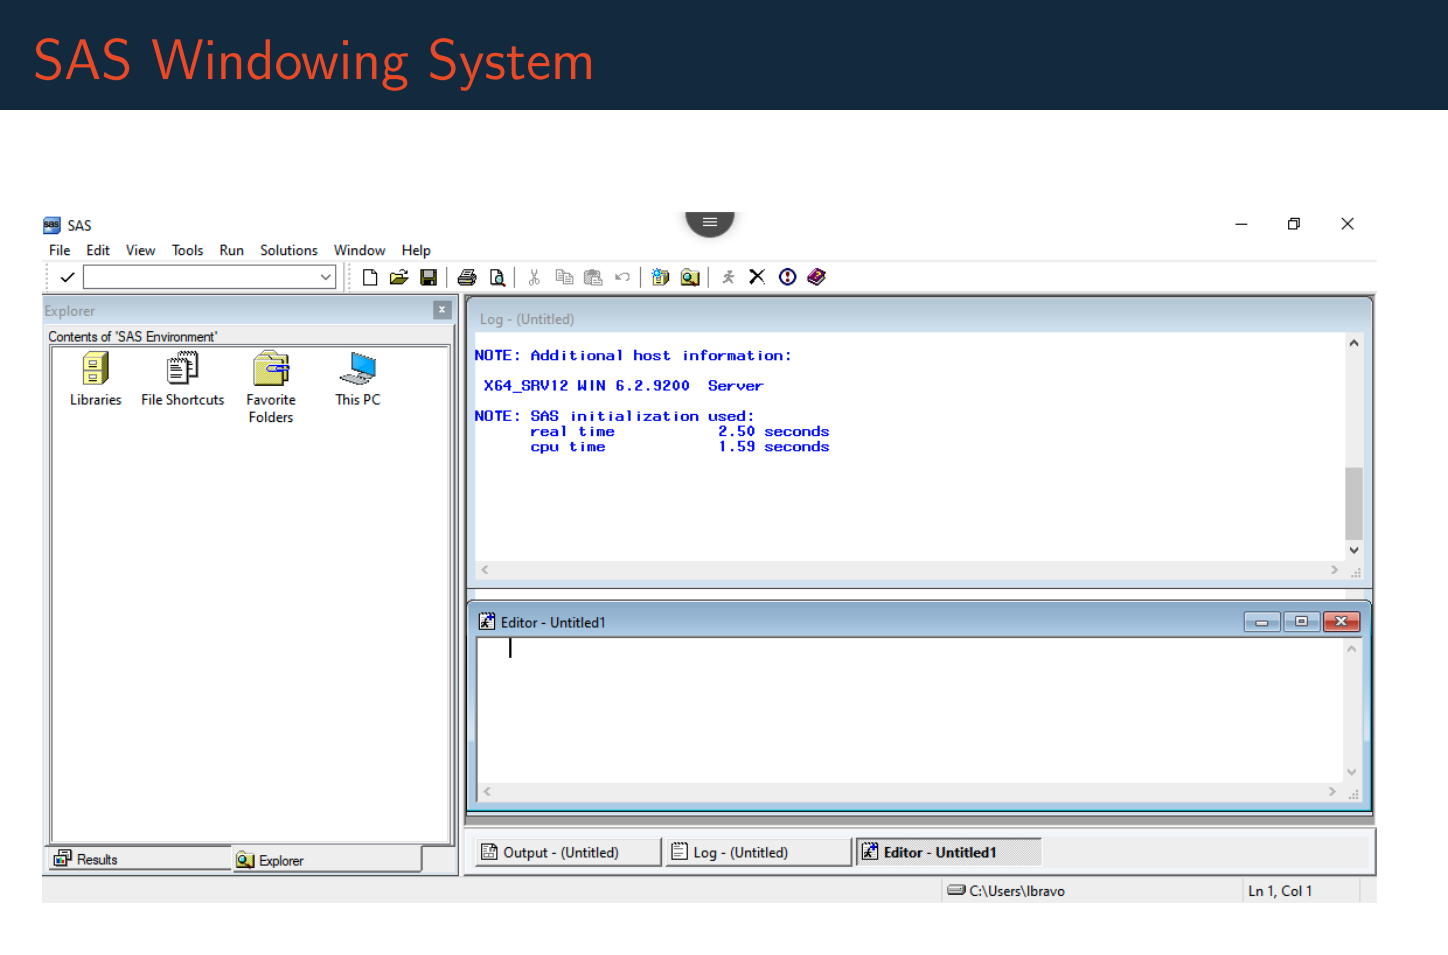 SAS Windowing System
sas SAS
File Edit View Tools Run Solutions Window Help
Explorer
Contents of 'SAS Environment'
Libraries File Shortcuts Favorite Folders This PC
Log - (Untitled)
NOTE: Additional host information:
X64_SRV12 WIN 6.2.9200 Server
NOTE: SAS initialization used:
real time 2.50 seconds
cpu time 1.59 seconds
Editor - Untitled1
Results Explorer
Output - (Untitled) Log - (Untitled) Editor - Untitled1
C:\Users\lbravo Ln 1, Col 1